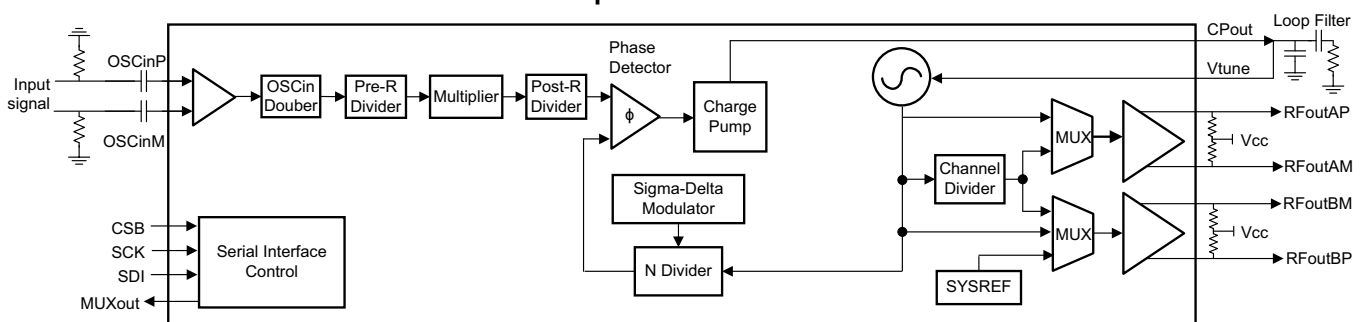 CPout
Loop Filter
Phase
Detector
OSCinP
Input
signal
OSCinM
OSCin
Douber
Pre-R
Divider
Multiplier
Post-R
Divider
ϕ
Charge
Pump
Vtune
MUX
RFoutAP
Vcc
RFoutAM
Channel
Divider
Sigma-Delta
Modulator
N Divider
MUX
SYSREF
RFoutBM
Vcc
RFoutBP
CSB
SCK
SDI
MUXout
Serial Interface
Control